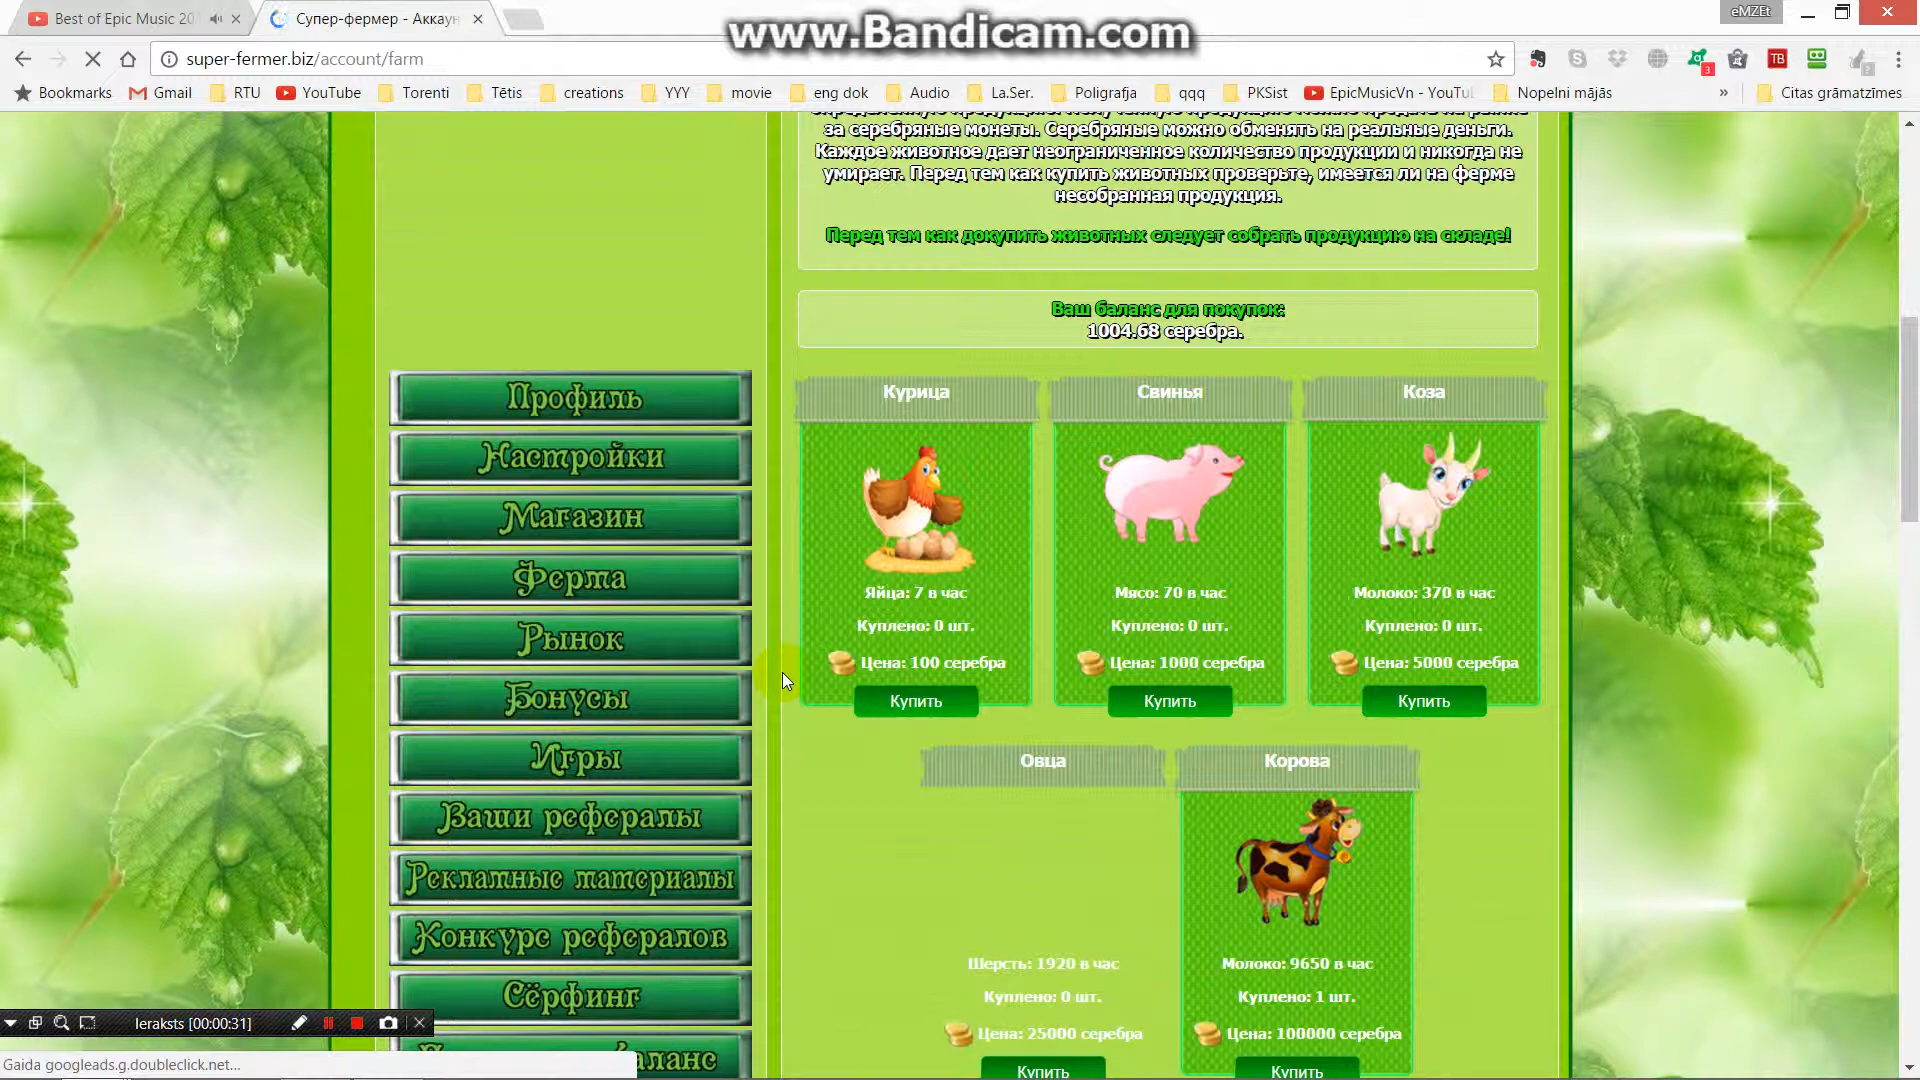 Best of Epic Music 20
Супер-фермер - Аккаун
www.Bandicam.com
eMZEt
super-fermer.biz/account/farm
3
TB
2
Bookmarks
Gmail
RTU
YouTube
Torenti
Tētis
creations
YYY
movie
eng dok
Audio
La.Ser.
Poligrafja
qqq
PKSist
EpicMusicVn - YouTu
Nopelni mājās
»
Citas grāmatzīmes
за серебряные монеты. Серебряные можно обменять на реальные деньги.
Каждое животное дает неограниченное количество продукции и никогда не
умирает. Перед тем как купить животных проверьте, имеется ли на ферме
несобранная продукция.
Перед тем как докупить животных следует собрать продукцию на складе!
Ваш баланс для покупок:
1004.68 серебра.
Профиль
Настройки
Магазин
Ферма
Рынок
Бонусы
Игры
Ваши рефералы
Рекламные материалы
Конкурс рефералов
Сёрфинг
аланс
Курица
Яйца: 7 в час
Куплено: 0 шт.
Цена: 100 серебра
Купить
Свинья
Мясо: 70 в час
Куплено: 0 шт.
Цена: 1000 серебра
Купить
Коза
Молоко: 370 в час
Куплено: 0 шт.
Цена: 5000 серебра
Купить
Овца
Шерсть: 1920 в час
Куплено: 0 шт.
Цена: 25000 серебра
Купить
Корова
Молоко: 9650 в час
Куплено: 1 шт.
Цена: 100000 серебра
Купить
Ieraksts [00:00:31]
Gaida googleads.g.doubleclick.net...